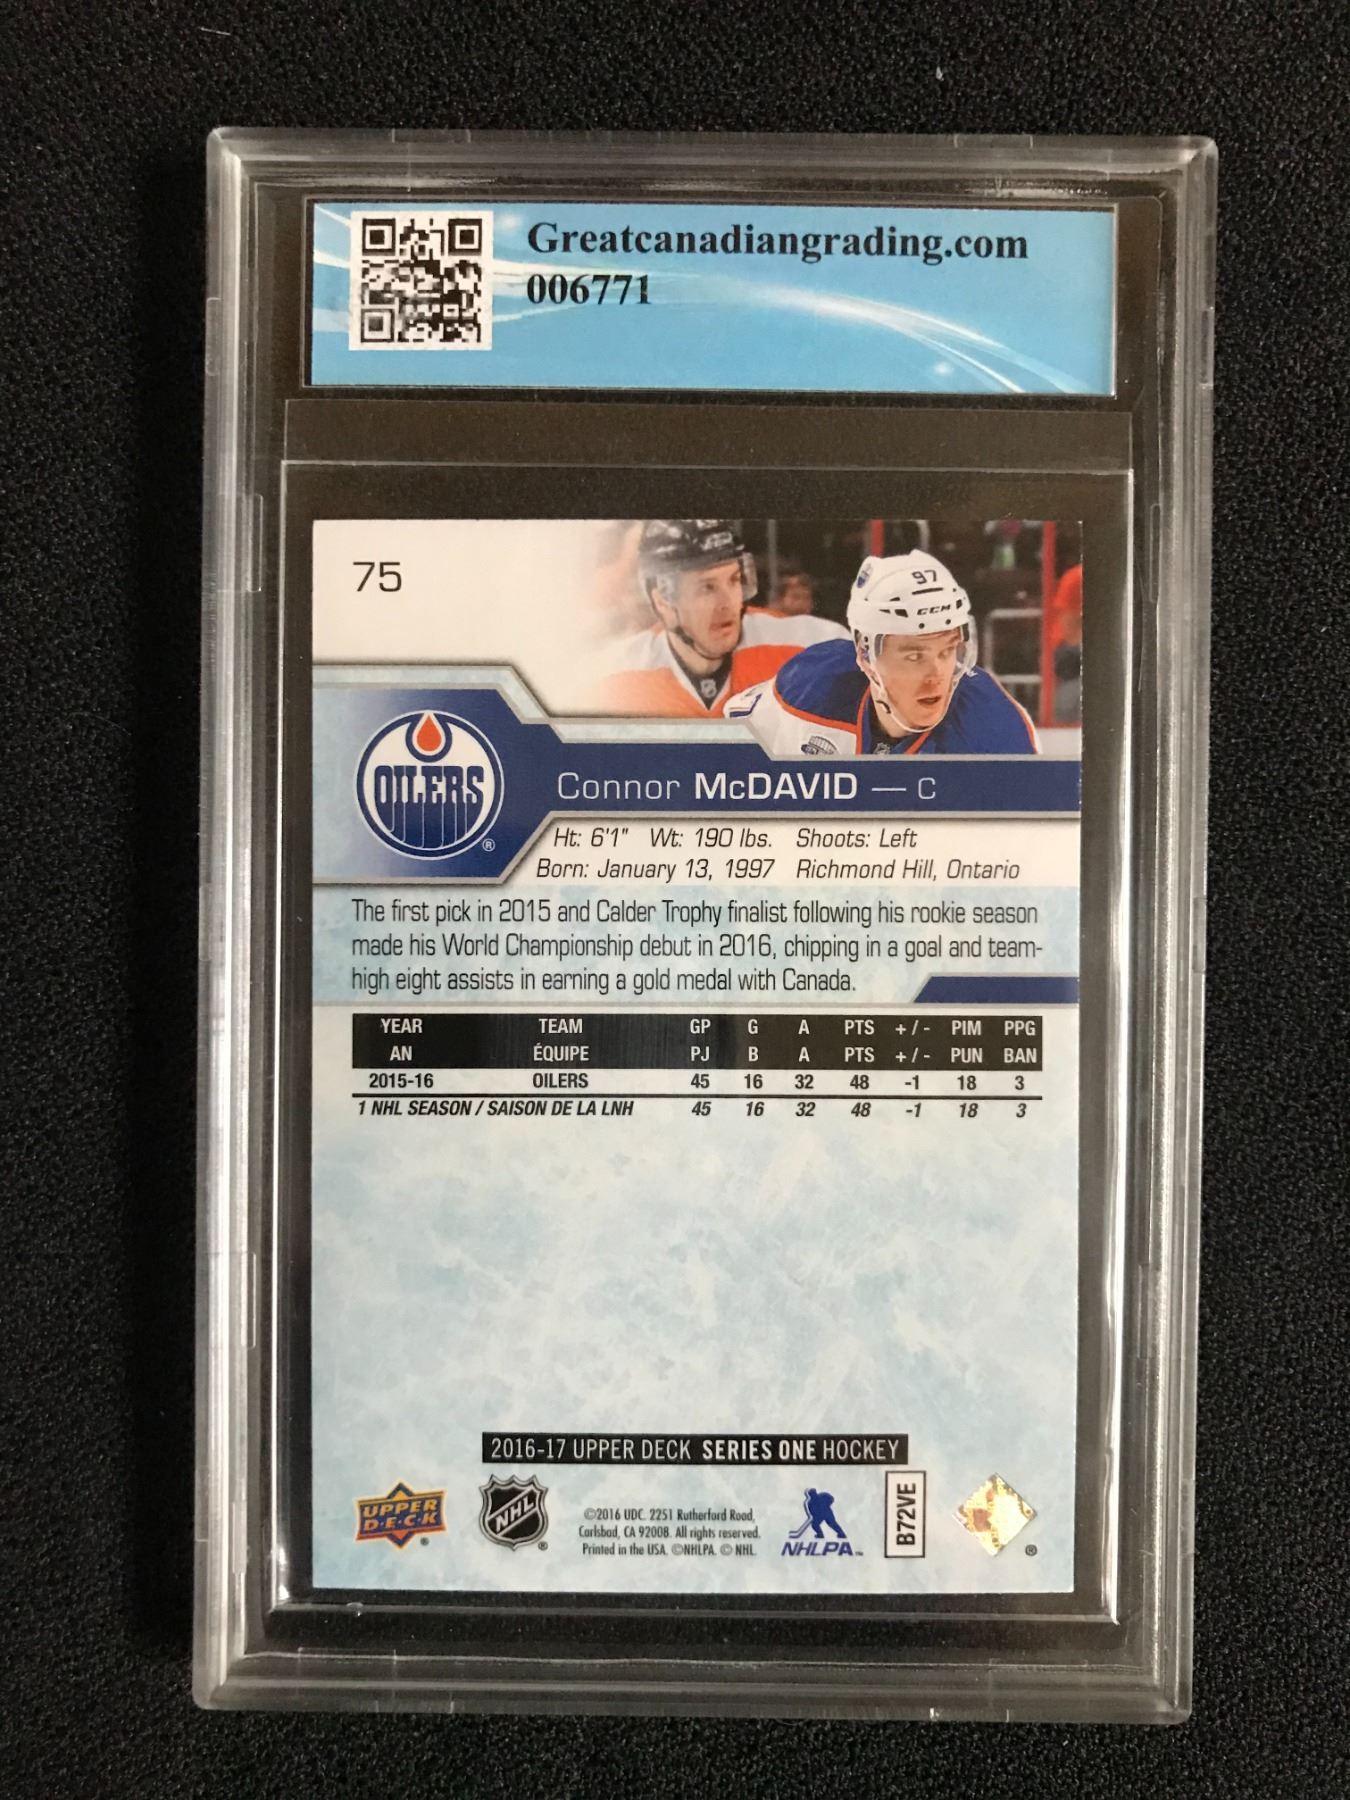 Greatcanadiangrading.com
006771
75
97
CCM
OILERS
®
Connor McDAVID — C
Ht: 6'1" Wt: 190 lbs. Shoots: Left
Born: January 13, 1997 Richmond Hill, Ontario
The first pick in 2015 and Calder Trophy finalist following his rookie season
made his World Championship debut in 2016, chipping in a goal and team-
high eight assists in earning a gold medal with Canada.
YEAR TEAM GP G A PTS +/- PIM PPG
AN ÉQUIPE PJ B A PTS +/- PUN BAN
2015-16 OILERS 45 16 32 48 -1 18 3
1 NHL SEASON / SAISON DE LA LNH 45 16 32 48 -1 18 3
2016-17 UPPER DECK SERIES ONE HOCKEY
UPPER
D·E·C·K
®
NHL
®
©2016 UDC. 2251 Rutherford Road,
Carlsbad, CA 92008. All rights reserved.
Printed in the USA. ©NHLPA. © NHL.
NHLPA™
B72VE
®